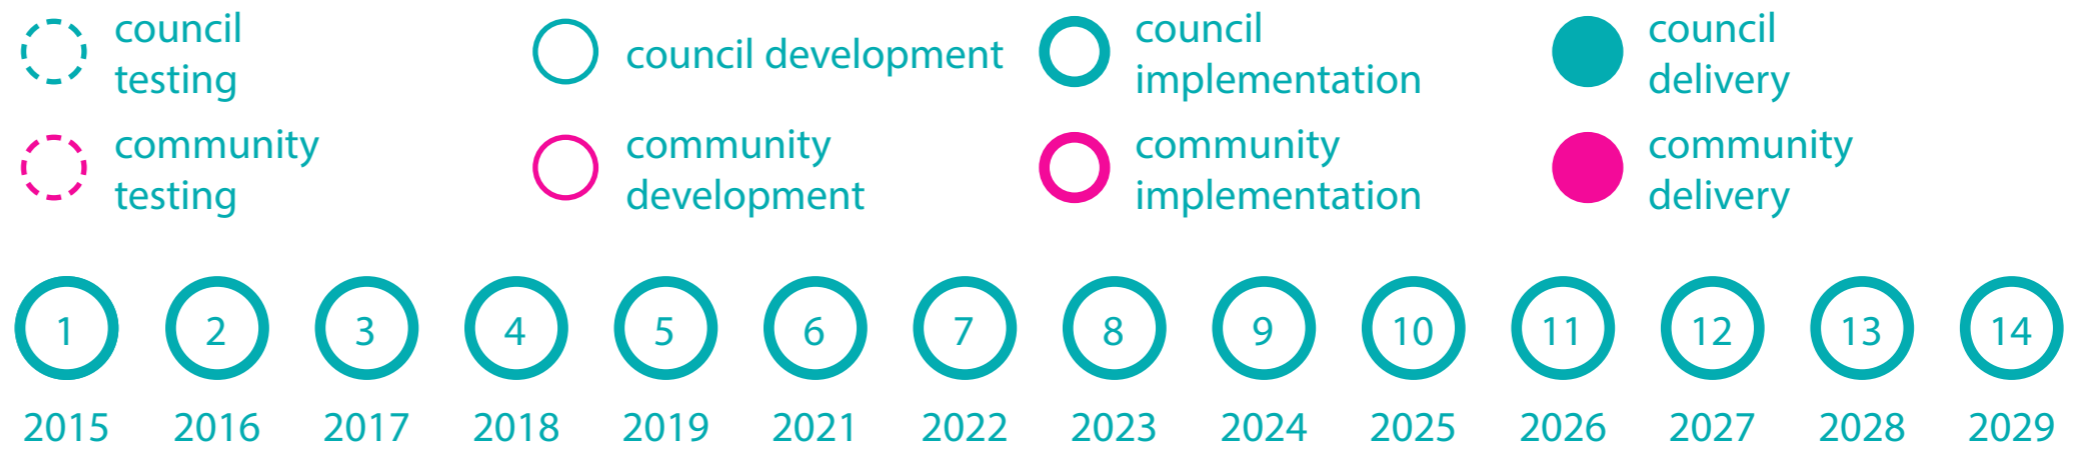 council
testing
council development
council
implementation
council
delivery
community
testing
community
development
community
implementation
community
delivery
1 2 3 4 5 6 7 8 9 10 11 12 13 14
2015 2016 2017 2018 2019 2021 2022 2023 2024 2025 2026 2027 2028 2029